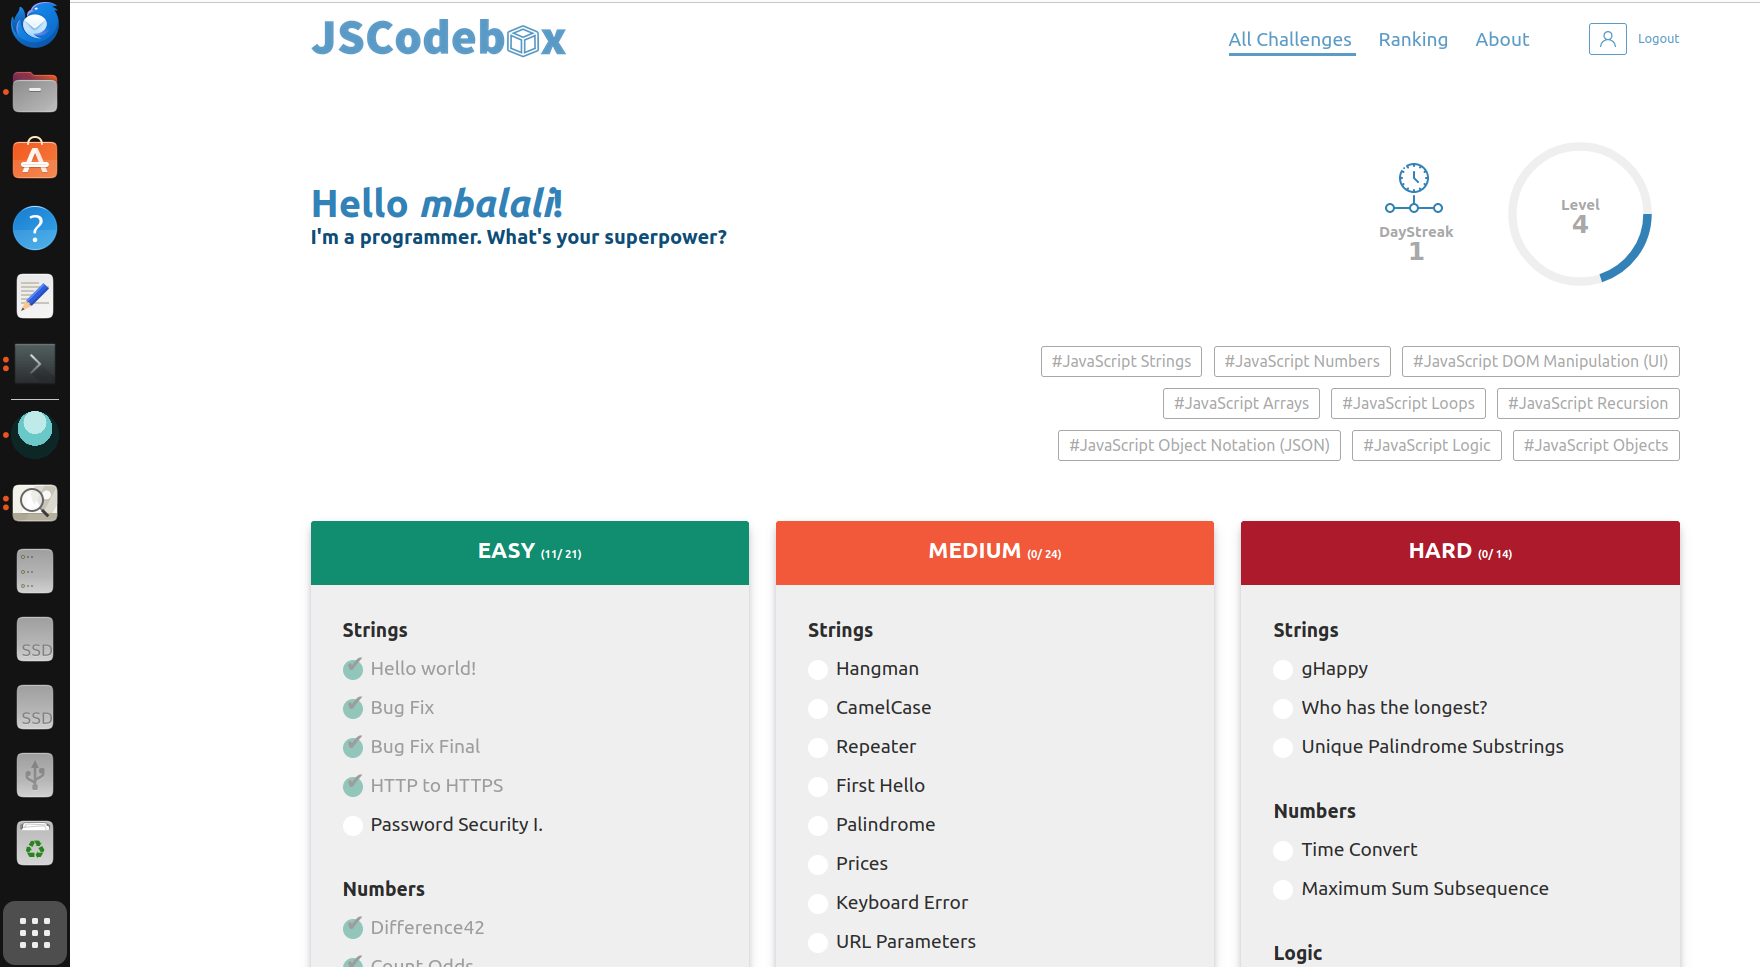 JSCodebox
All Challenges Ranking About Logout
Hello mbalali!
I'm a programmer. What's your superpower?
DayStreak
1
Level
4
#JavaScript Strings #JavaScript Numbers #JavaScript DOM Manipulation (UI)
#JavaScript Arrays #JavaScript Loops #JavaScript Recursion
#JavaScript Object Notation (JSON) #JavaScript Logic #JavaScript Objects
EASY (11/ 21)
Strings
Hello world!
Bug Fix
Bug Fix Final
HTTP to HTTPS
Password Security I.
Numbers
Difference42
Count Odds
MEDIUM (0/ 24)
Strings
Hangman
CamelCase
Repeater
First Hello
Palindrome
Prices
Keyboard Error
URL Parameters
HARD (0/ 14)
Strings
gHappy
Who has the longest?
Unique Palindrome Substrings
Numbers
Time Convert
Maximum Sum Subsequence
Logic
?
SSD
SSD